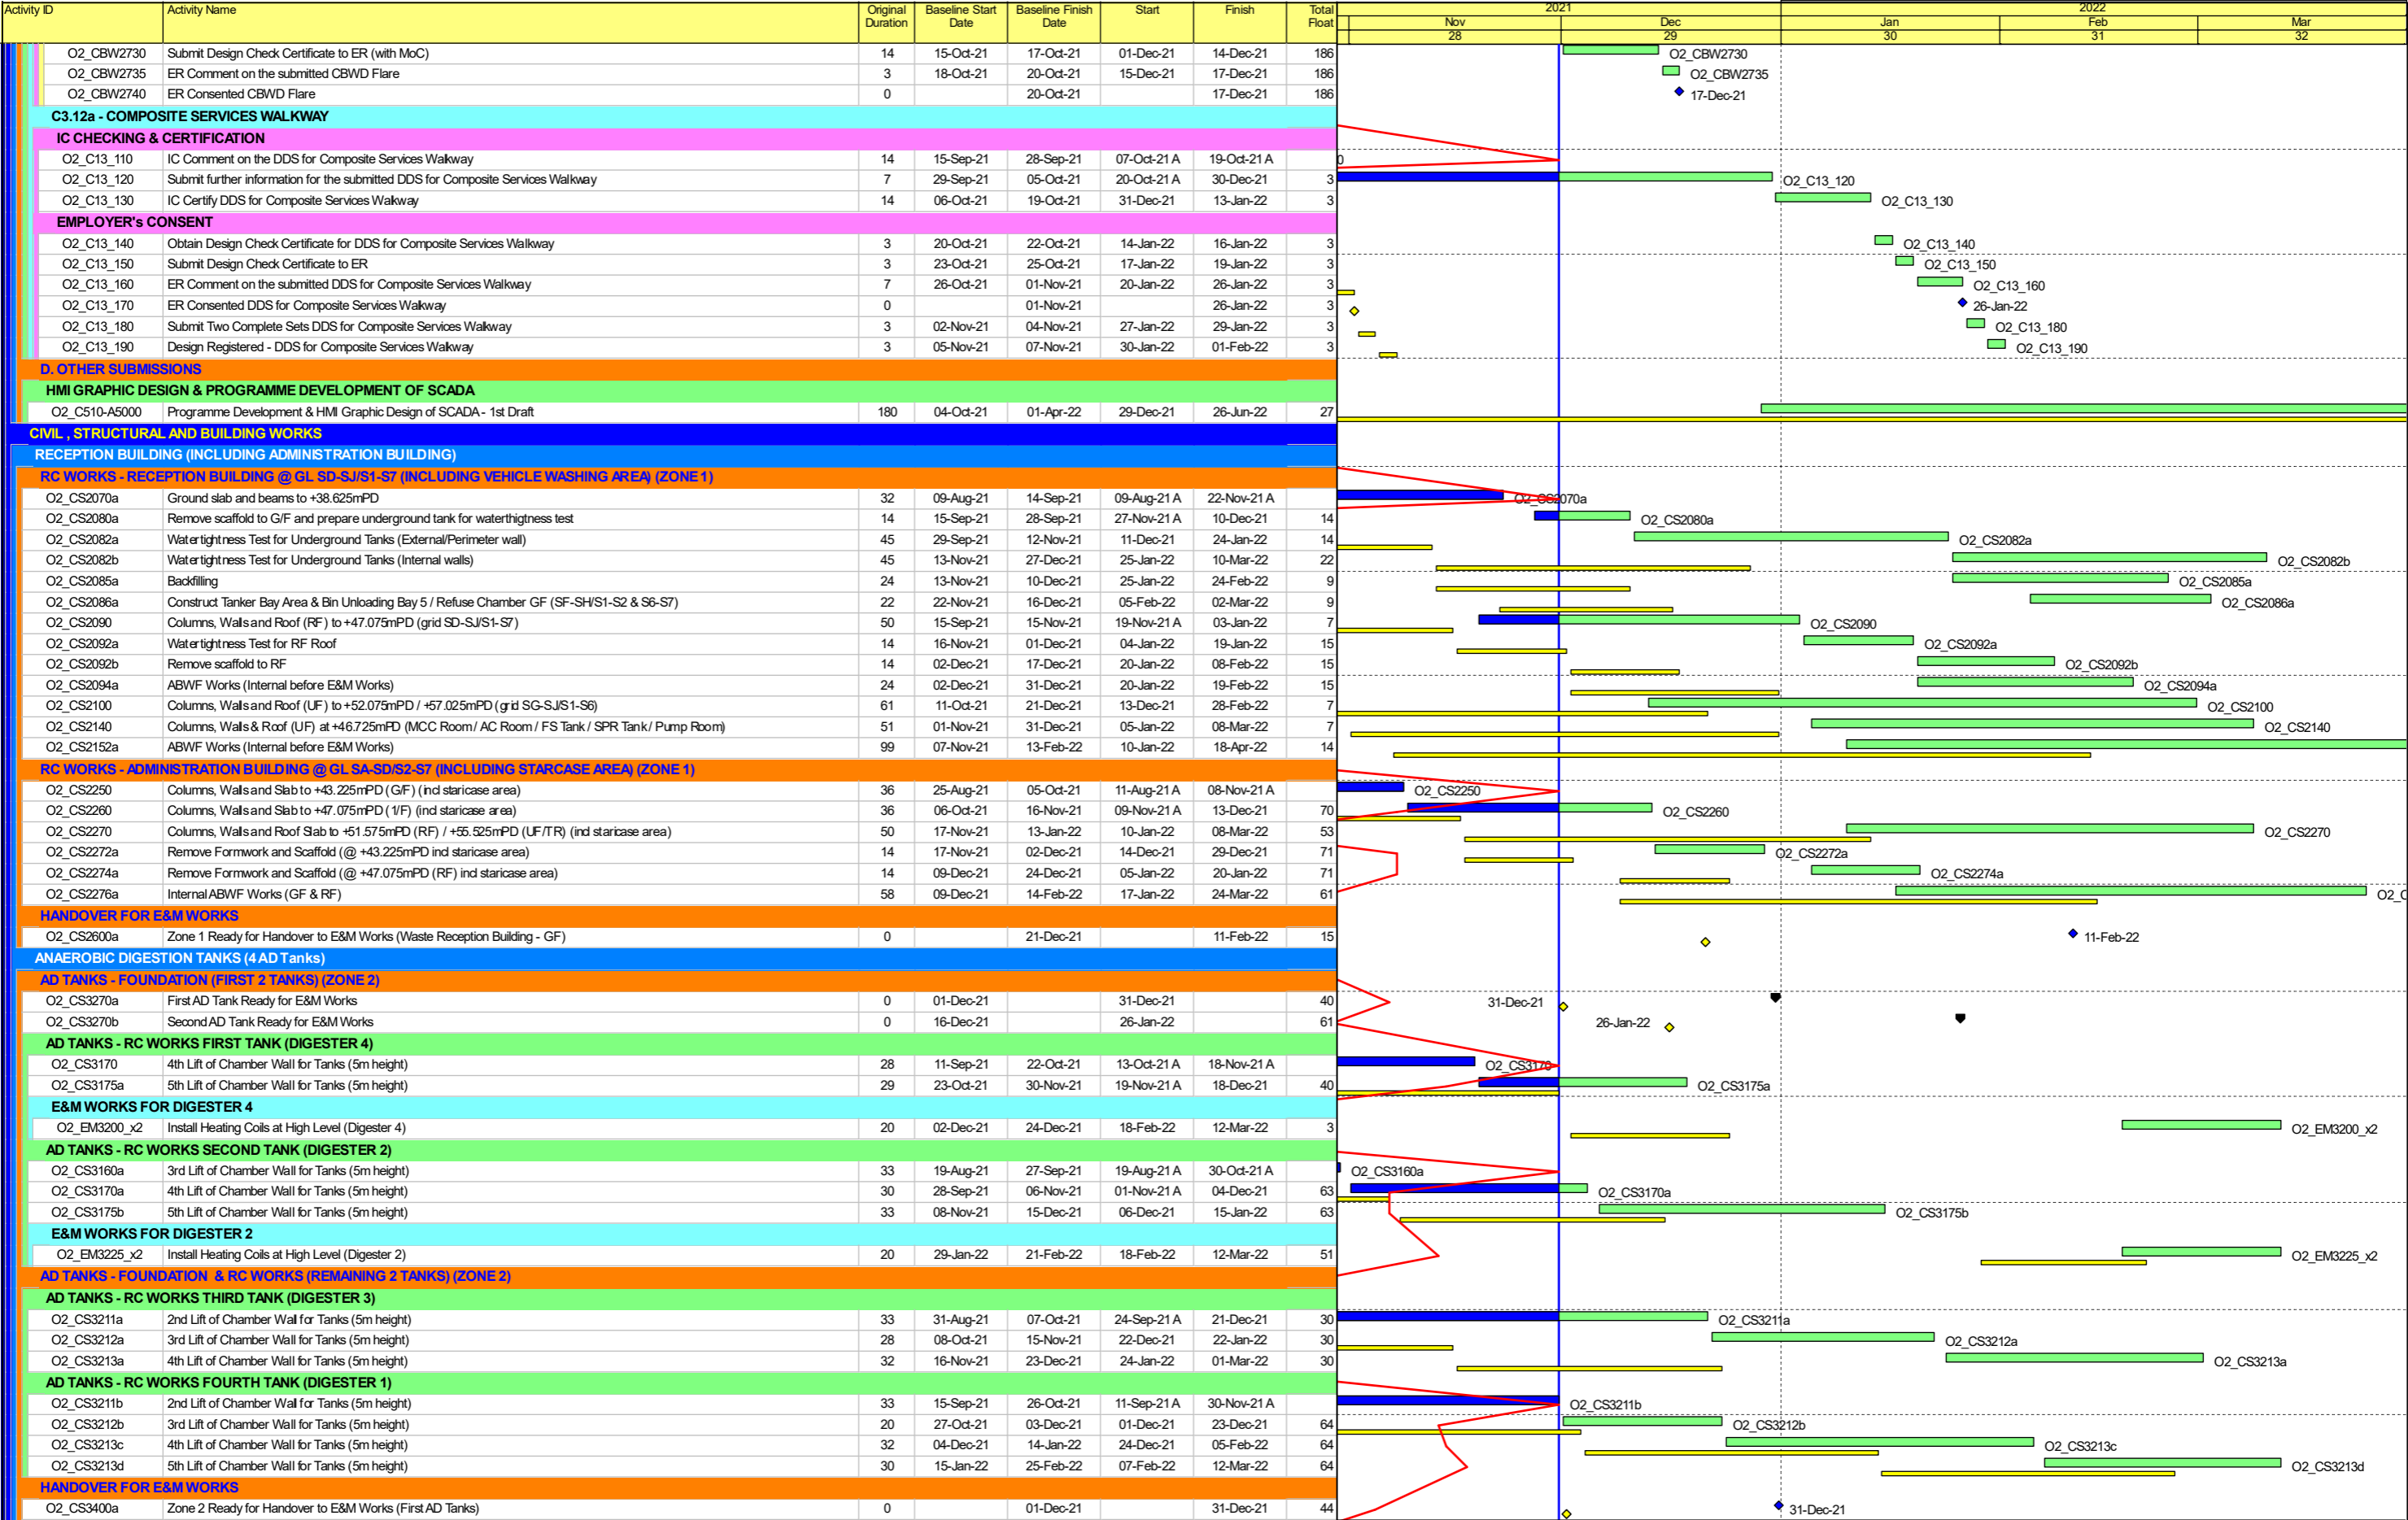 Activity ID Activity Name Original Duration Baseline Start Date Baseline Finish Date Start Finish Total Float 2021 2022
Nov Dec Jan Feb Mar
28 29 30 31 32
O2_CBW2730 Submit Design Check Certificate to ER (with MoC) 14 15-Oct-21 17-Oct-21 01-Dec-21 14-Dec-21 186 O2_CBW2730
O2_CBW2735 ER Comment on the submitted CBWD Flare 3 18-Oct-21 20-Oct-21 15-Dec-21 17-Dec-21 186 O2_CBW2735
O2_CBW2740 ER Consented CBWD Flare 0 20-Oct-21 17-Dec-21 186 17-Dec-21
C3.12a - COMPOSITE SERVICES WALKWAY
IC CHECKING & CERTIFICATION
O2_C13_110 IC Comment on the DDS for Composite Services Walkway 14 15-Sep-21 28-Sep-21 07-Oct-21 A 19-Oct-21 A 0
O2_C13_120 Submit further information for the submitted DDS for Composite Services Walkway 7 29-Sep-21 05-Oct-21 20-Oct-21 A 30-Dec-21 3 O2_C13_120
O2_C13_130 IC Certify DDS for Composite Services Walkway 14 06-Oct-21 19-Oct-21 31-Dec-21 13-Jan-22 3 O2_C13_130
EMPLOYER's CONSENT
O2_C13_140 Obtain Design Check Certificate for DDS for Composite Services Walkway 3 20-Oct-21 22-Oct-21 14-Jan-22 16-Jan-22 3 O2_C13_140
O2_C13_150 Submit Design Check Certificate to ER 3 23-Oct-21 25-Oct-21 17-Jan-22 19-Jan-22 3 O2_C13_150
O2_C13_160 ER Comment on the submitted DDS for Composite Services Walkway 7 26-Oct-21 01-Nov-21 20-Jan-22 26-Jan-22 3 O2_C13_160
O2_C13_170 ER Consented DDS for Composite Services Walkway 0 01-Nov-21 26-Jan-22 3 26-Jan-22
O2_C13_180 Submit Two Complete Sets DDS for Composite Services Walkway 3 02-Nov-21 04-Nov-21 27-Jan-22 29-Jan-22 3 O2_C13_180
O2_C13_190 Design Registered - DDS for Composite Services Walkway 3 05-Nov-21 07-Nov-21 30-Jan-22 01-Feb-22 3 O2_C13_190
D. OTHER SUBMISSIONS
HMI GRAPHIC DESIGN & PROGRAMME DEVELOPMENT OF SCADA
O2_C510-A5000 Programme Development & HMI Graphic Design of SCADA - 1st Draft 180 04-Oct-21 01-Apr-22 29-Dec-21 26-Jun-22 27
CIVIL , STRUCTURAL AND BUILDING WORKS
RECEPTION BUILDING (INCLUDING ADMINISTRATION BUILDING)
RC WORKS - RECEPTION BUILDING @ GL SD-SJ/S1-S7 (INCLUDING VEHICLE WASHING AREA) (ZONE 1)
O2_CS2070a Ground slab and beams to +38.625mPD 32 09-Aug-21 14-Sep-21 09-Aug-21 A 22-Nov-21 A O2_CS2070a
O2_CS2080a Remove scaffold to G/F and prepare underground tank for waterthigtness test 14 15-Sep-21 28-Sep-21 27-Nov-21 A 10-Dec-21 14 O2_CS2080a
O2_CS2082a Watertightness Test for Underground Tanks (External/Perimeter wall) 45 29-Sep-21 12-Nov-21 11-Dec-21 24-Jan-22 14 O2_CS2082a
O2_CS2082b Watertightness Test for Underground Tanks (Internal walls) 45 13-Nov-21 27-Dec-21 25-Jan-22 10-Mar-22 22 O2_CS2082b
O2_CS2085a Backfilling 24 13-Nov-21 10-Dec-21 25-Jan-22 24-Feb-22 9 O2_CS2085a
O2_CS2086a Construct Tanker Bay Area & Bin Unloading Bay 5 / Refuse Chamber GF (SF-SH/S1-S2 & S6-S7) 22 22-Nov-21 16-Dec-21 05-Feb-22 02-Mar-22 9 O2_CS2086a
O2_CS2090 Columns, Walls and Roof (RF) to +47.075mPD (grid SD-SJ/S1-S7) 50 15-Sep-21 15-Nov-21 19-Nov-21 A 03-Jan-22 7 O2_CS2090
O2_CS2092a Watertightness Test for RF Roof 14 16-Nov-21 01-Dec-21 04-Jan-22 19-Jan-22 15 O2_CS2092a
O2_CS2092b Remove scaffold to RF 14 02-Dec-21 17-Dec-21 20-Jan-22 08-Feb-22 15 O2_CS2092b
O2_CS2094a ABWF Works (Internal before E&M Works) 24 02-Dec-21 31-Dec-21 20-Jan-22 19-Feb-22 15 O2_CS2094a
O2_CS2100 Columns, Walls and Roof (UF) to +52.075mPD / +57.025mPD (grid SG-SJ/S1-S6) 61 11-Oct-21 21-Dec-21 13-Dec-21 28-Feb-22 7 O2_CS2100
O2_CS2140 Columns, Walls & Roof (UF) at +46.725mPD (MCC Room / AC Room / FS Tank / SPR Tank / Pump Room) 51 01-Nov-21 31-Dec-21 05-Jan-22 08-Mar-22 7 O2_CS2140
O2_CS2152a ABWF Works (Internal before E&M Works) 99 07-Nov-21 13-Feb-22 10-Jan-22 18-Apr-22 14
RC WORKS - ADMINISTRATION BUILDING @ GL SA-SD/S2-S7 (INCLUDING STARCASE AREA) (ZONE 1)
O2_CS2250 Columns, Walls and Slab to +43.225mPD (G/F) (incl staricase area) 36 25-Aug-21 05-Oct-21 11-Aug-21 A 08-Nov-21 A O2_CS2250
O2_CS2260 Columns, Walls and Slab to +47.075mPD (1/F) (incl staricase area) 36 06-Oct-21 16-Nov-21 09-Nov-21 A 13-Dec-21 70 O2_CS2260
O2_CS2270 Columns, Walls and Roof Slab to +51.575mPD (RF) / +55.525mPD (UF/TR) (incl staricase area) 50 17-Nov-21 13-Jan-22 10-Jan-22 08-Mar-22 53 O2_CS2270
O2_CS2272a Remove Formwork and Scaffold (@ +43.225mPD incl staricase area) 14 17-Nov-21 02-Dec-21 14-Dec-21 29-Dec-21 71 O2_CS2272a
O2_CS2274a Remove Formwork and Scaffold (@ +47.075mPD (RF) incl staricase area) 14 09-Dec-21 24-Dec-21 05-Jan-22 20-Jan-22 71 O2_CS2274a
O2_CS2276a Internal ABWF Works (GF & RF) 58 09-Dec-21 14-Feb-22 17-Jan-22 24-Mar-22 61 O2_C
HANDOVER FOR E&M WORKS
O2_CS2600a Zone 1 Ready for Handover to E&M Works (Waste Reception Building - GF) 0 21-Dec-21 11-Feb-22 15 11-Feb-22
ANAEROBIC DIGESTION TANKS (4 AD Tanks)
AD TANKS - FOUNDATION (FIRST 2 TANKS) (ZONE 2)
O2_CS3270a First AD Tank Ready for E&M Works 0 01-Dec-21 31-Dec-21 40 31-Dec-21
O2_CS3270b Second AD Tank Ready for E&M Works 0 16-Dec-21 26-Jan-22 61 26-Jan-22
AD TANKS - RC WORKS FIRST TANK (DIGESTER 4)
O2_CS3170 4th Lift of Chamber Wall for Tanks (5m height) 28 11-Sep-21 22-Oct-21 13-Oct-21 A 18-Nov-21 A O2_CS3170
O2_CS3175a 5th Lift of Chamber Wall for Tanks (5m height) 29 23-Oct-21 30-Nov-21 19-Nov-21 A 18-Dec-21 40 O2_CS3175a
E&M WORKS FOR DIGESTER 4
O2_EM3200_x2 Install Heating Coils at High Level (Digester 4) 20 02-Dec-21 24-Dec-21 18-Feb-22 12-Mar-22 3 O2_EM3200_x2
AD TANKS - RC WORKS SECOND TANK (DIGESTER 2)
O2_CS3160a 3rd Lift of Chamber Wall for Tanks (5m height) 33 19-Aug-21 27-Sep-21 19-Aug-21 A 30-Oct-21 A O2_CS3160a
O2_CS3170a 4th Lift of Chamber Wall for Tanks (5m height) 30 28-Sep-21 06-Nov-21 01-Nov-21 A 04-Dec-21 63 O2_CS3170a
O2_CS3175b 5th Lift of Chamber Wall for Tanks (5m height) 33 08-Nov-21 15-Dec-21 06-Dec-21 15-Jan-22 63 O2_CS3175b
E&M WORKS FOR DIGESTER 2
O2_EM3225_x2 Install Heating Coils at High Level (Digester 2) 20 29-Jan-22 21-Feb-22 18-Feb-22 12-Mar-22 51 O2_EM3225_x2
AD TANKS - FOUNDATION & RC WORKS (REMAINING 2 TANKS) (ZONE 2)
AD TANKS - RC WORKS THIRD TANK (DIGESTER 3)
O2_CS3211a 2nd Lift of Chamber Wall for Tanks (5m height) 33 31-Aug-21 07-Oct-21 24-Sep-21 A 21-Dec-21 30 O2_CS3211a
O2_CS3212a 3rd Lift of Chamber Wall for Tanks (5m height) 28 08-Oct-21 15-Nov-21 22-Dec-21 22-Jan-22 30 O2_CS3212a
O2_CS3213a 4th Lift of Chamber Wall for Tanks (5m height) 32 16-Nov-21 23-Dec-21 24-Jan-22 01-Mar-22 30 O2_CS3213a
AD TANKS - RC WORKS FOURTH TANK (DIGESTER 1)
O2_CS3211b 2nd Lift of Chamber Wall for Tanks (5m height) 33 15-Sep-21 26-Oct-21 11-Sep-21 A 30-Nov-21 A O2_CS3211b
O2_CS3212b 3rd Lift of Chamber Wall for Tanks (5m height) 20 27-Oct-21 03-Dec-21 01-Dec-21 23-Dec-21 64 O2_CS3212b
O2_CS3213c 4th Lift of Chamber Wall for Tanks (5m height) 32 04-Dec-21 14-Jan-22 24-Dec-21 05-Feb-22 64 O2_CS3213c
O2_CS3213d 5th Lift of Chamber Wall for Tanks (5m height) 30 15-Jan-22 25-Feb-22 07-Feb-22 12-Mar-22 64 O2_CS3213d
HANDOVER FOR E&M WORKS
O2_CS3400a Zone 2 Ready for Handover to E&M Works (First AD Tanks) 0 01-Dec-21 31-Dec-21 44 31-Dec-21